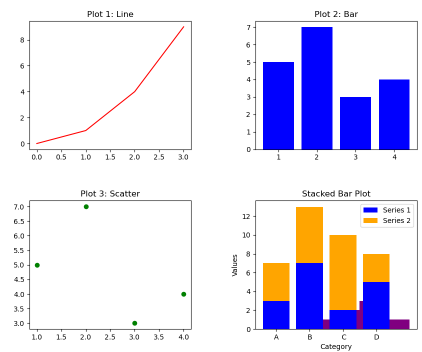 Plot 1: Line
8
6
4
2
0
0.0 0.5 1.0 1.5 2.0 2.5 3.0
Plot 2: Bar
7
6
5
4
3
2
1
0
1 2 3 4
Plot 3: Scatter
7.0
6.5
6.0
5.5
5.0
4.5
4.0
3.5
3.0
1.0 1.5 2.0 2.5 3.0 3.5 4.0
Stacked Bar Plot
Series 1
Series 2
Values
12
10
8
6
4
2
0
A B C D
Category